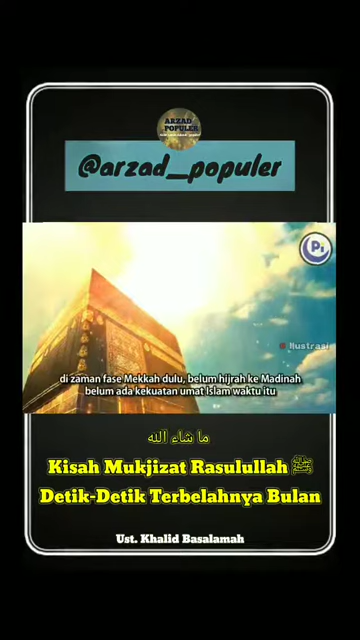 ARZAD
POPULER
@arzad_populer
Ilustrasi
di zaman fase Mekkah dulu, belum hijrah ke Madinah
belum ada kekuatan umat Islam waktu itu
ما شاء الله
Kisah Mukjizat Rasulullah ﷺ
Detik-Detik Terbelahnya Bulan
Ust. Khalid Basalamah